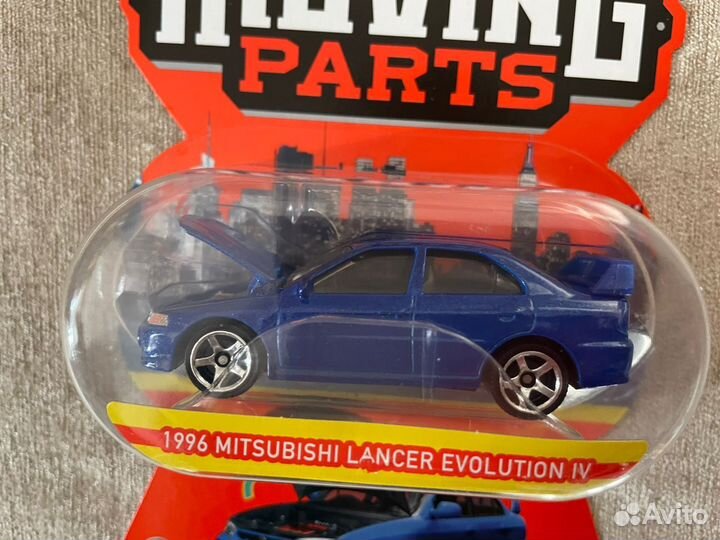 MOVING
PARTS
1996 MITSUBISHI LANCER EVOLUTION IV
Avito